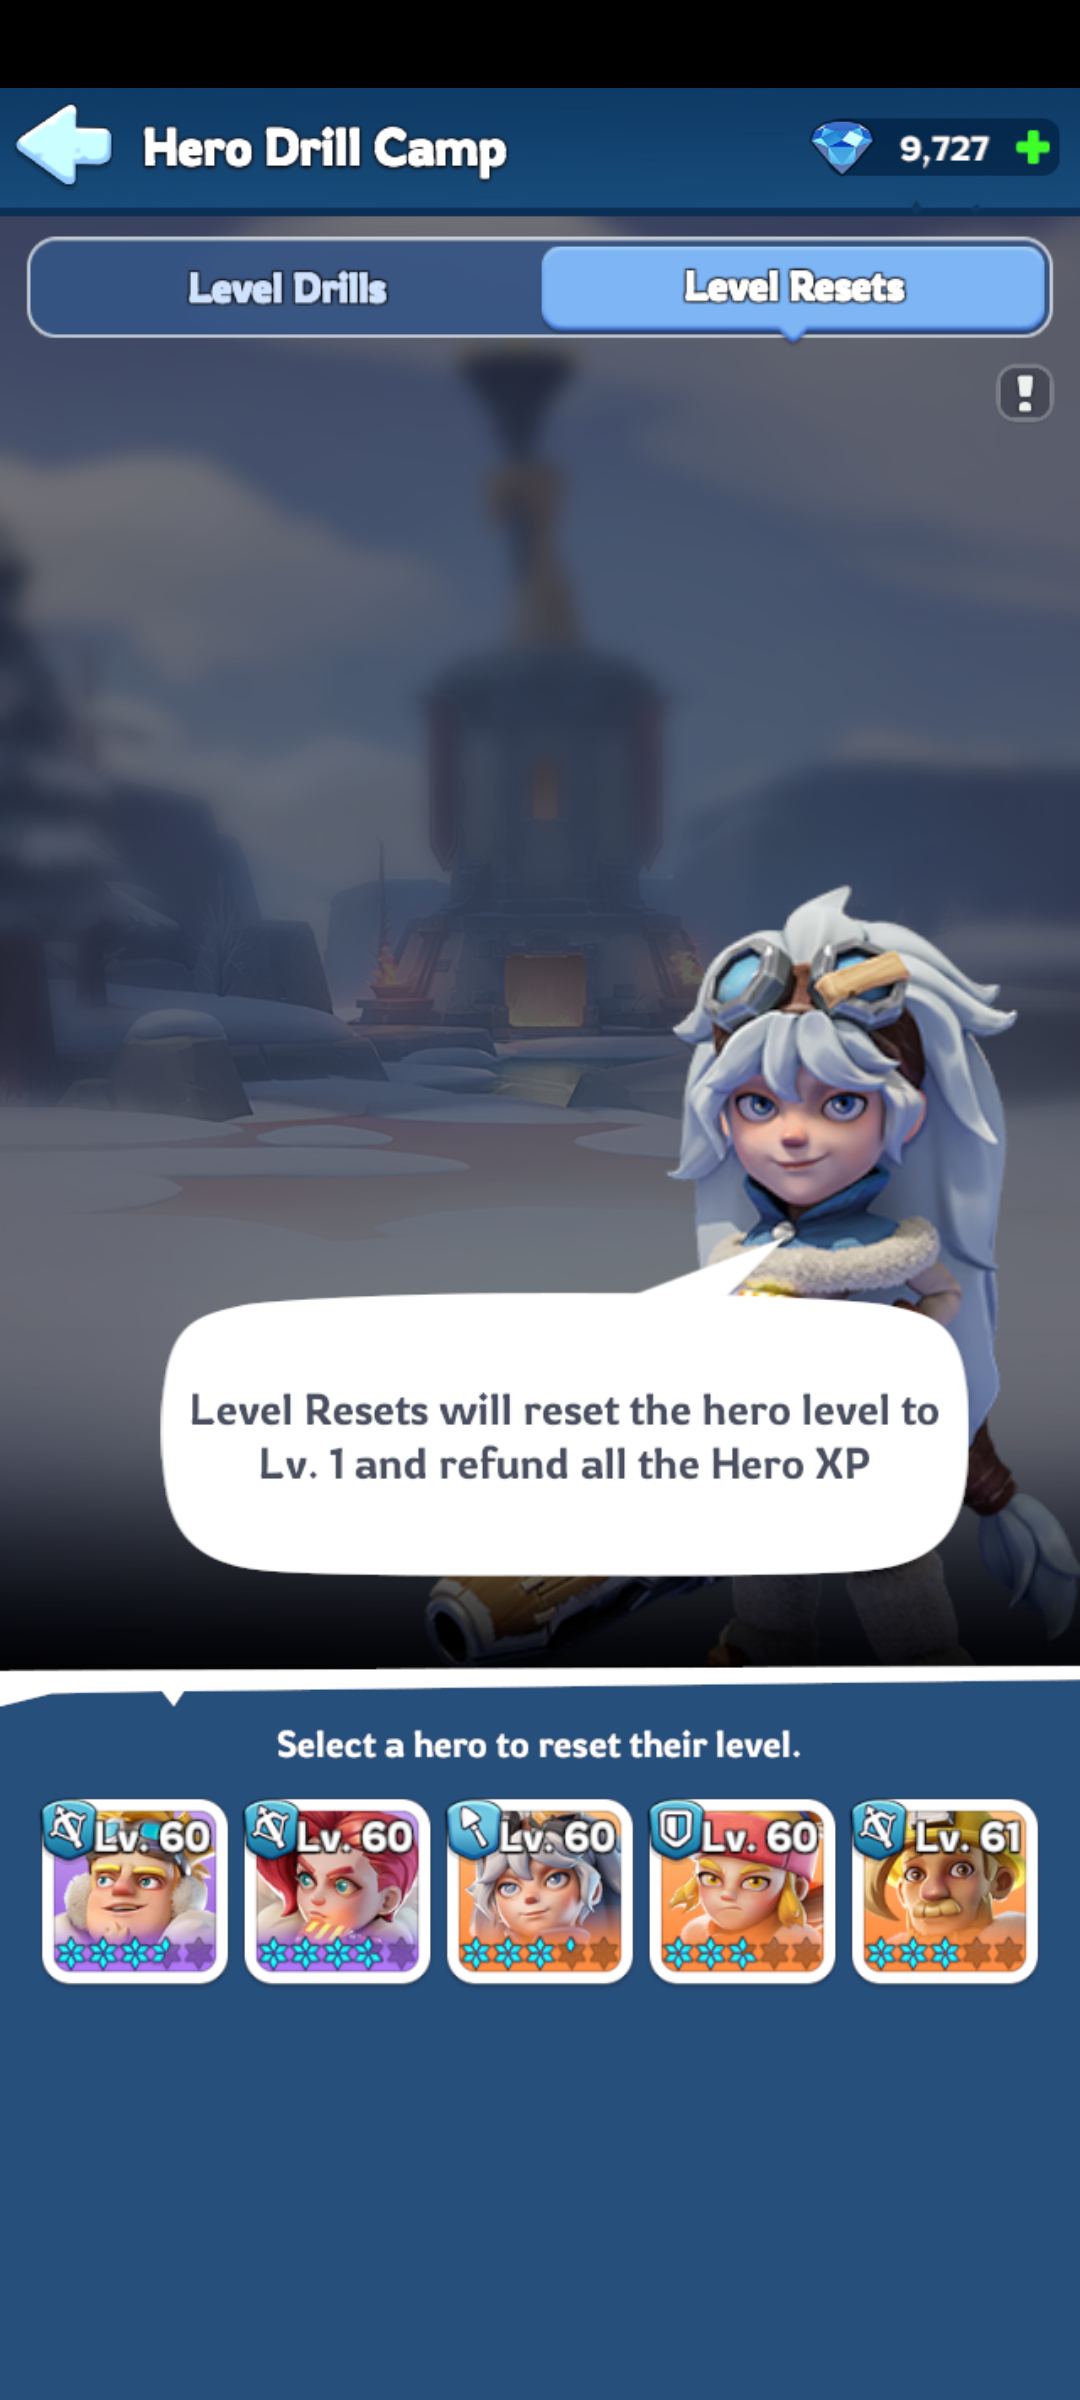 Hero Drill Camp
9,727
Level Drills
Level Resets
!
Level Resets will reset the hero level to
Lv. 1 and refund all the Hero XP
Select a hero to reset their level.
Lv. 60
Lv. 60
Lv. 60
Lv. 60
Lv. 61